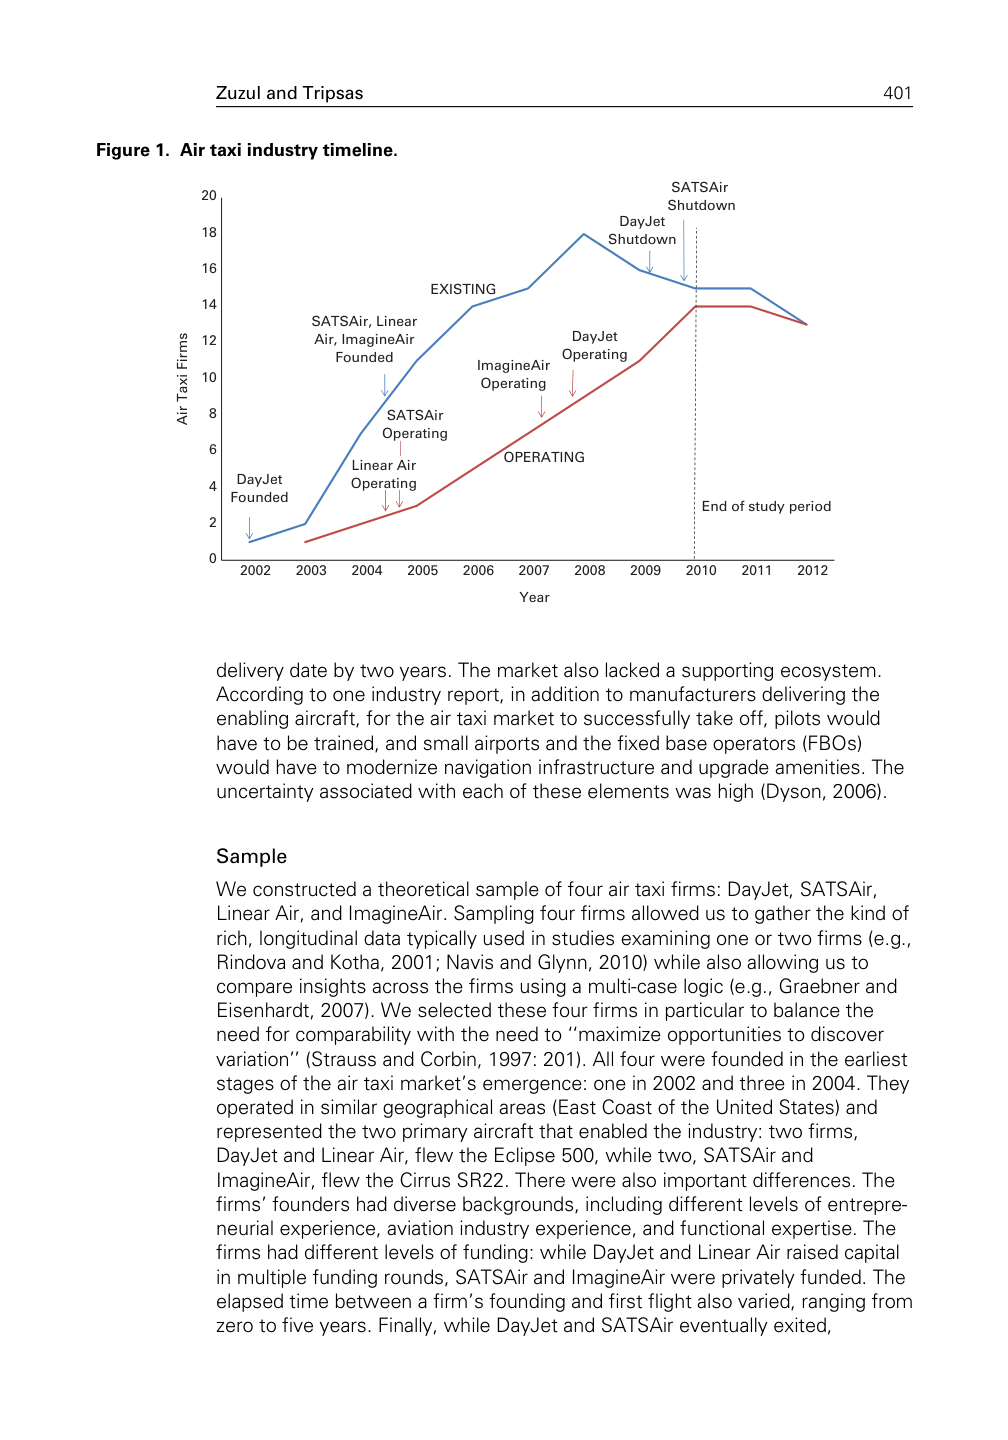 Zuzul and Tripsas 401
Figure 1. Air taxi industry timeline.
SATSAir
Shutdown
DayJet
Shutdown
20
18
16
14
12
10
8
6
4
2
0
Air Taxi Firms
EXISTING
SATSAir, Linear
Air, ImagineAir
Founded
DayJet
Operating
ImagineAir
Operating
SATSAir
Operating
Linear Air
Operating
OPERATING
DayJet
Founded
End of study period
2002 2003 2004 2005 2006 2007 2008 2009 2010 2011 2012
Year
delivery date by two years. The market also lacked a supporting ecosystem.
According to one industry report, in addition to manufacturers delivering the
enabling aircraft, for the air taxi market to successfully take off, pilots would
have to be trained, and small airports and the fixed base operators (FBOs)
would have to modernize navigation infrastructure and upgrade amenities. The
uncertainty associated with each of these elements was high (Dyson, 2006).
Sample
We constructed a theoretical sample of four air taxi firms: DayJet, SATSAir,
Linear Air, and ImagineAir. Sampling four firms allowed us to gather the kind of
rich, longitudinal data typically used in studies examining one or two firms (e.g.,
Rindova and Kotha, 2001; Navis and Glynn, 2010) while also allowing us to
compare insights across the firms using a multi-case logic (e.g., Graebner and
Eisenhardt, 2007). We selected these four firms in particular to balance the
need for comparability with the need to ‘‘maximize opportunities to discover
variation’’ (Strauss and Corbin, 1997: 201). All four were founded in the earliest
stages of the air taxi market’s emergence: one in 2002 and three in 2004. They
operated in similar geographical areas (East Coast of the United States) and
represented the two primary aircraft that enabled the industry: two firms,
DayJet and Linear Air, flew the Eclipse 500, while two, SATSAir and
ImagineAir, flew the Cirrus SR22. There were also important differences. The
firms’ founders had diverse backgrounds, including different levels of entrepre-
neurial experience, aviation industry experience, and functional expertise. The
firms had different levels of funding: while DayJet and Linear Air raised capital
in multiple funding rounds, SATSAir and ImagineAir were privately funded. The
elapsed time between a firm’s founding and first flight also varied, ranging from
zero to five years. Finally, while DayJet and SATSAir eventually exited,